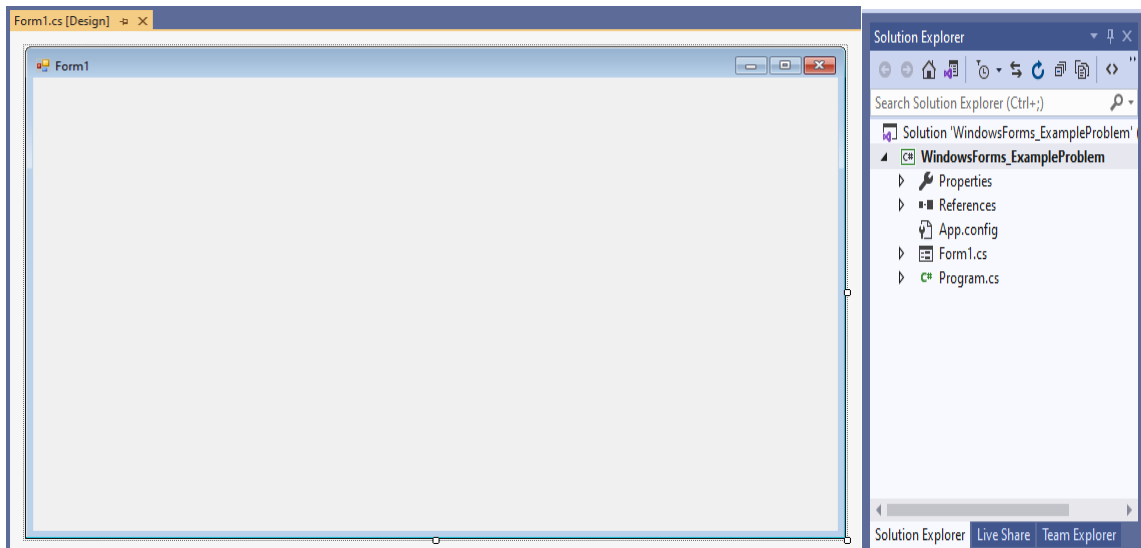 Form1.cs [Design]
Form1
Solution Explorer
Search Solution Explorer (Ctrl+;)
Solution 'WindowsForms_ExampleProblem' (
C# WindowsForms_ExampleProblem
Properties
References
App.config
Form1.cs
C# Program.cs
Solution Explorer Live Share Team Explorer